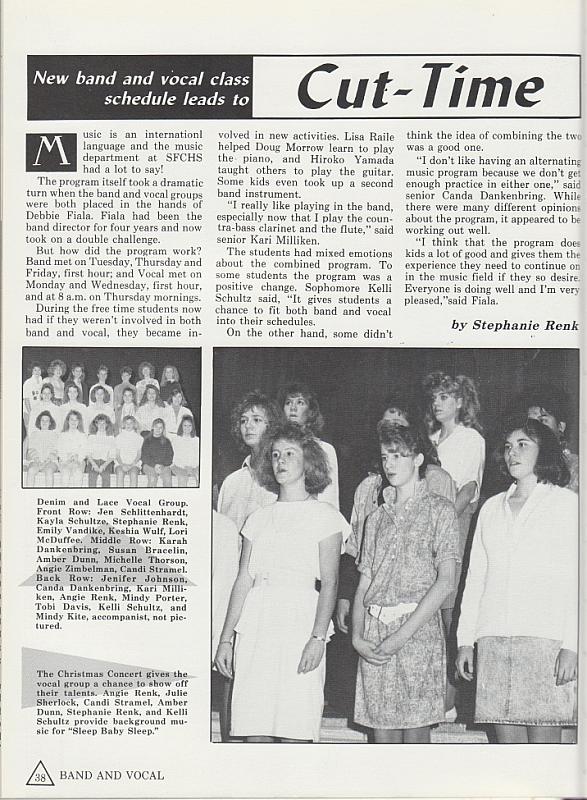 New band and vocal class
schedule leads to
Cut-Time
Music is an internationl
language and the music
department at SFCHS
had a lot to say!
The program itself took a dramatic
turn when the band and vocal groups
were both placed in the hands of
Debbie Fiala. Fiala had been the
band director for four years and now
took on a double challenge.
But how did the program work?
Band met on Tuesday, Thursday and
Friday, first hour; and Vocal met on
Monday and Wednesday, first hour,
and at 8 a.m. on Thursday mornings.
During the free time students now
had if they weren't involved in both
band and vocal, they became in-
volved in new activities. Lisa Raile
helped Doug Morrow learn to play
the piano, and Hiroko Yamada
taught others to play the guitar.
Some kids even took up a second
band instrument.
"I really like playing in the band,
especially now that I play the coun-
tra-bass clarinet and the flute," said
senior Kari Milliken.
The students had mixed emotions
about the combined program. To
some students the program was a
positive change. Sophomore Kelli
Schultz said, "It gives students a
chance to fit both band and vocal
into their schedules.
On the other hand, some didn't
think the idea of combining the two
was a good one.
"I don't like having an alternating
music program because we don't get
enough practice in either one," said
senior Canda Dankenbring. While
there were many different opinions
about the program, it appeared to be
working out well.
"I think that the program does
kids a lot of good and gives them the
experience they need to continue on
in the music field if they so desire.
Everyone is doing well and I'm very
pleased,"said Fiala.
by Stephanie Renk
Denim and Lace Vocal Group.
Front Row: Jen Schlittenhardt,
Kayla Schultze, Stephanie Renk,
Emily Vandike, Keshia Wulf, Lori
McDuffee. Middle Row: Karah
Dankenbring, Susan Bracelin,
Amber Dunn, Michelle Thorson,
Angie Zimbelman, Candi Stramel.
Back Row: Jenifer Johnson,
Canda Dankenbring, Kari Milli-
ken, Angie Renk, Mindy Porter,
Tobi Davis, Kelli Schultz, and
Mindy Kite, accompanist, not pic-
tured.
The Christmas Concert gives the
vocal group a chance to show off
their talents. Angie Renk, Julie
Sherlock, Candi Stramel, Amber
Dunn, Stephanie Renk, and Kelli
Schultz provide background mu-
sic for "Sleep Baby Sleep."
38 BAND AND VOCAL